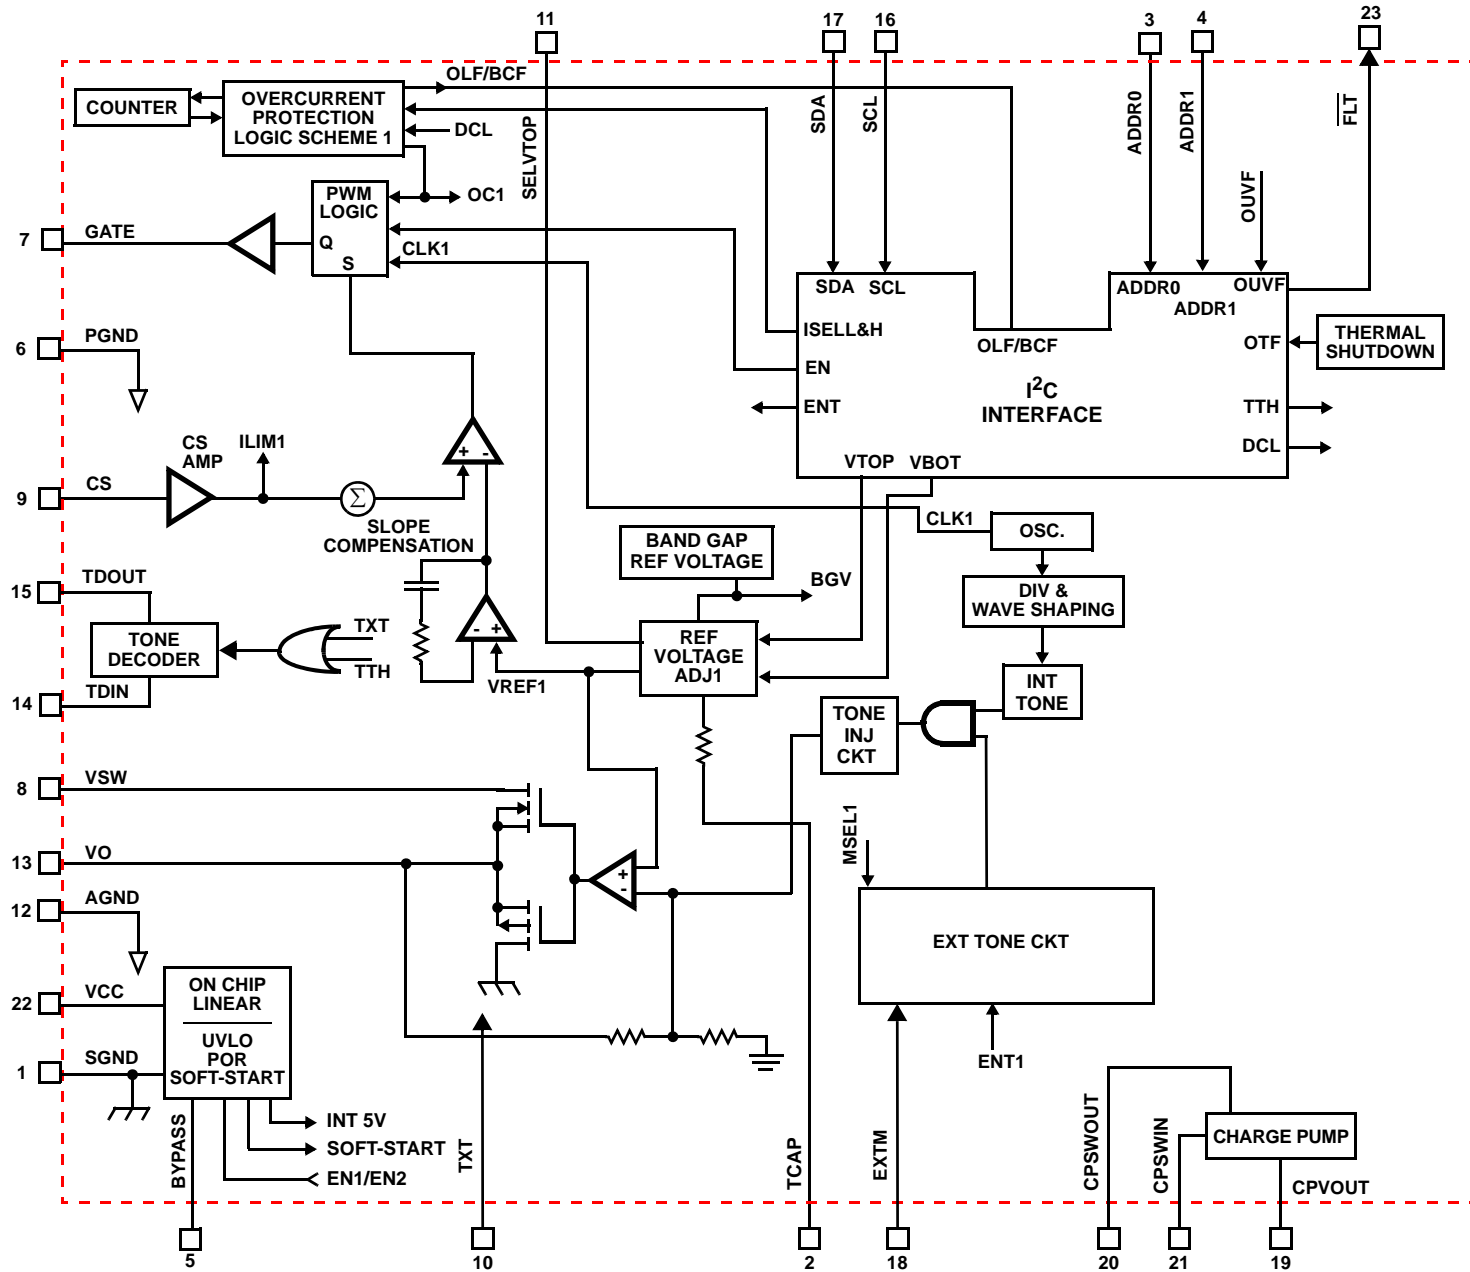 11
17
16
3
4
23
OLF/BCF
COUNTER
OVERCURRENT
PROTECTION
LOGIC SCHEME 1
DCL
SELVTOP
SDA
SCL
ADDR0
ADDR1
FLT
OUVF
PWM
LOGIC
Q
S
OC1
CLK1
7
GATE
6
PGND
SDA
SCL
ADDR0
ADDR1
OUVF
ISELL&H
OLF/BCF
OTF
THERMAL
SHUTDOWN
EN
ENT
I2C
INTERFACE
TTH
DCL
VTOP
VBOT
CS
AMP
ILIM1
+
-
9
CS
Σ
SLOPE
COMPENSATION
CLK1
OSC.
BAND GAP
REF VOLTAGE
BGV
DIV &
WAVE SHAPING
15
TDOUT
TONE
DECODER
TXT
TTH
14
TDIN
-
+
VREF1
REF
VOLTAGE
ADJ1
INT
TONE
TONE
INJ
CKT
8
VSW
13
VO
12
AGND
+
-
MSEL1
EXT TONE CKT
ENT1
22
VCC
ON CHIP
LINEAR
UVLO
POR
SOFT-START
1
SGND
INT 5V
SOFT-START
EN1/EN2
BYPASS
TXT
TCAP
EXTM
CPSWOUT
CPSWIN
CHARGE PUMP
CPVOUT
5
10
2
18
20
21
19